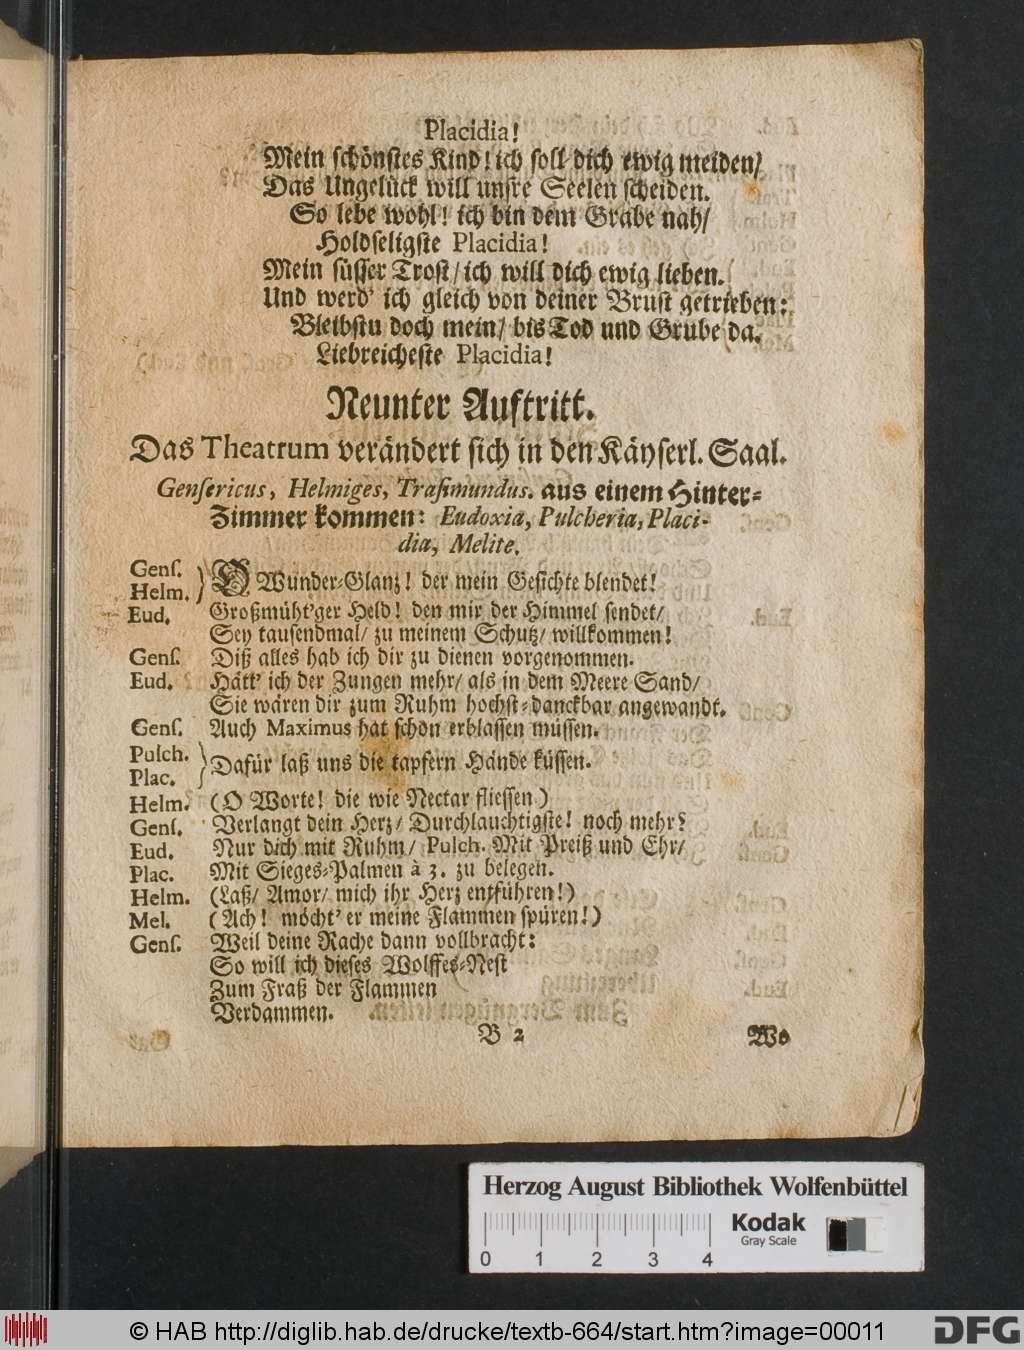 Placidia!
Mein schönstes Kind! ich soll dich ewig meiden/
Das Ungelück will unsre Seelen scheiden.
So lebe wohl! ich bin dem Grabe nah/
Holdseligste Placidia!
Mein süsser Trost/ ich will dich ewig lieben.
Und werd' ich gleich von deiner Brust getrieben:
Bleibstu doch mein/ bis Tod und Grube da.
Liebreicheste Placidia!
Neunter Auftritt.
Das Theatrum verändert sich in den Käyserl. Saal.
Gensericus, Helmiges, Trasimundus. aus einem Hinter-
Zimmer kommen: Eudoxia, Pulcheria, Placi-
dia, Melite.
Gens.
Helm. ) O Wunder-Glanz! der mein Gesichte blendet!
Eud. Großmüht'ger Held! den mir der Himmel sendet/
Sey tausendmal/ zu meinem Schutz/ willkommen!
Gens. Diß alles hab ich dir zu dienen vorgenommen.
Eud. Hätt' ich der Zungen mehr/ als in dem Meere Sand/
Sie wären dir zum Ruhm hochst-danckbar angewandt.
Gens. Auch Maximus hat schon erblassen müssen.
Pulch.
Plac. ) Dafür laß uns die tapfern Hände küssen.
Helm. (O Worte! die wie Nectar fliessen)
Gens. Verlangt dein Herz/ Durchlauchtigste! noch mehr?
Eud. Nur dich mit Ruhm/ Pulch. Mit Preiß und Ehr/
Plac. Mit Sieges-Palmen à 3. zu belegen.
Helm. (Laß/ Amor/ mich ihr Herz entführen!)
Mel. (Ach! möcht' er meine Flammen spüren!)
Gens. Weil deine Rache dann vollbracht:
So will ich dieses Wolffes-Nest
Zum Fraß der Flammen
Verdammen.
B 2 Wo
Herzog August Bibliothek Wolfenbüttel
0 1 2 3 4
Kodak
Gray Scale
© HAB http://diglib.hab.de/drucke/textb-664/start.htm?image=00011
DFG